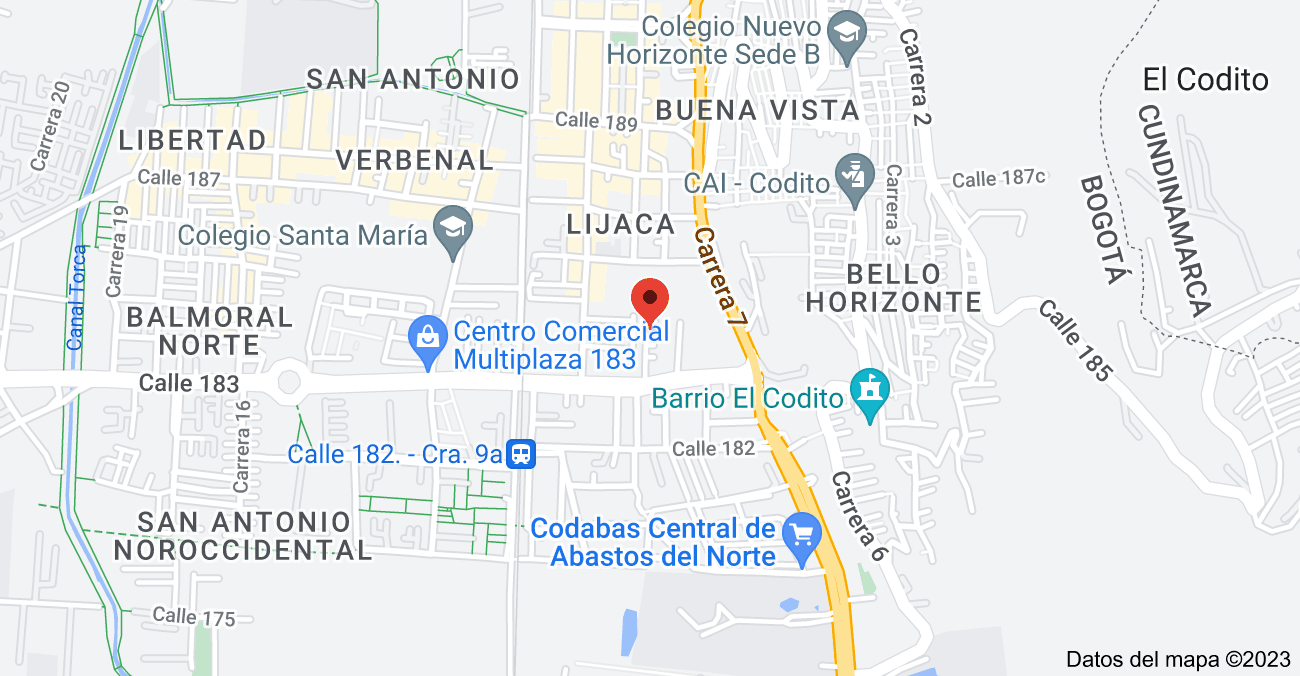 Colegio Nuevo
Horizonte Sede B
Carrera 2
El Codito
SAN ANTONIO
Carrera 20
BUENA VISTA
Calle 189
CUNDINAMARCA
LIBERTAD
VERBENAL
Calle 187
CAI - Codito
Carrera 3
Calle 187c
BOGOTÁ
Carrera 19
Colegio Santa María
LIJACA
Canal Torca
Carrera 7
BELLO
HORIZONTE
BALMORAL
NORTE
Centro Comercial
Multiplaza 183
Calle 185
Calle 183
Barrio El Codito
Carrera 16
Calle 182. - Cra. 9a
Calle 182
Carrera 6
SAN ANTONIO
NOROCCIDENTAL
Codabas Central de
Abastos del Norte
Calle 175
Datos del mapa ©2023